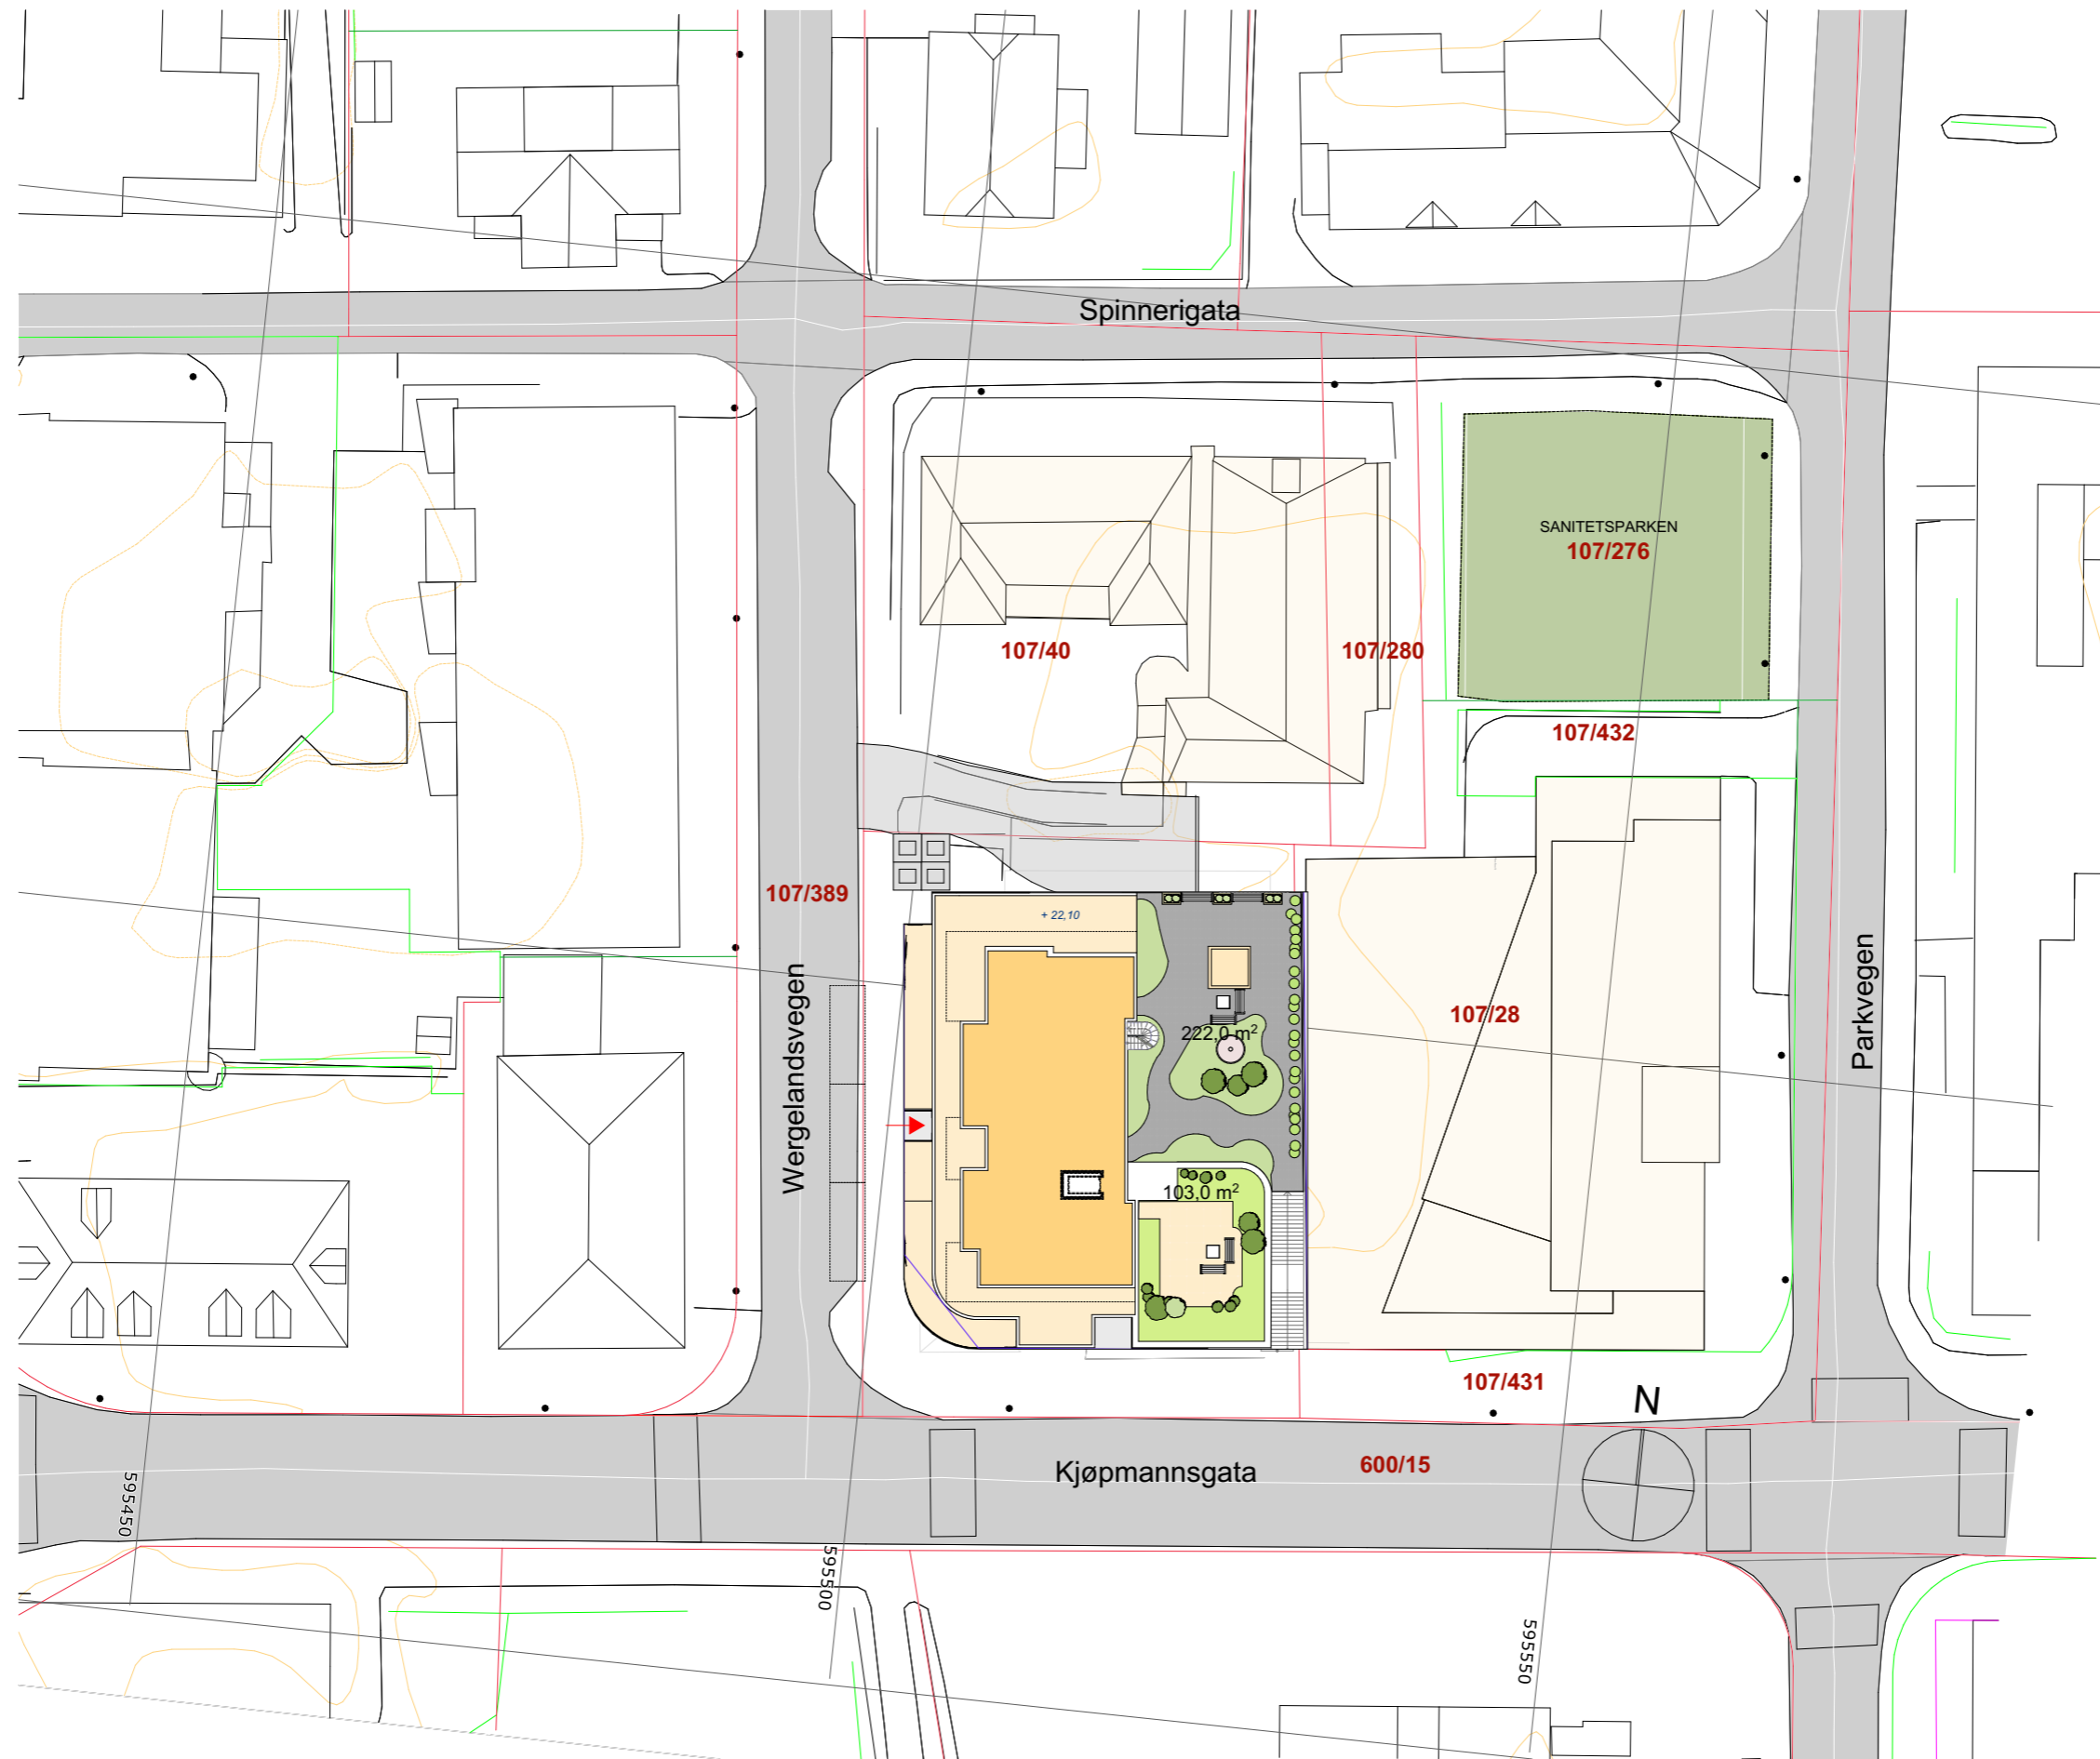 Spinnerigata
SANITETSPARKEN
107/276
107/40
107/280
107/432
107/389
+ 22,10
Wergelandsvegen
Parkvegen
107/28
222,0 m²
103,0 m²
107/431
N
Kjøpmannsgata
600/15
595450
595500
595550